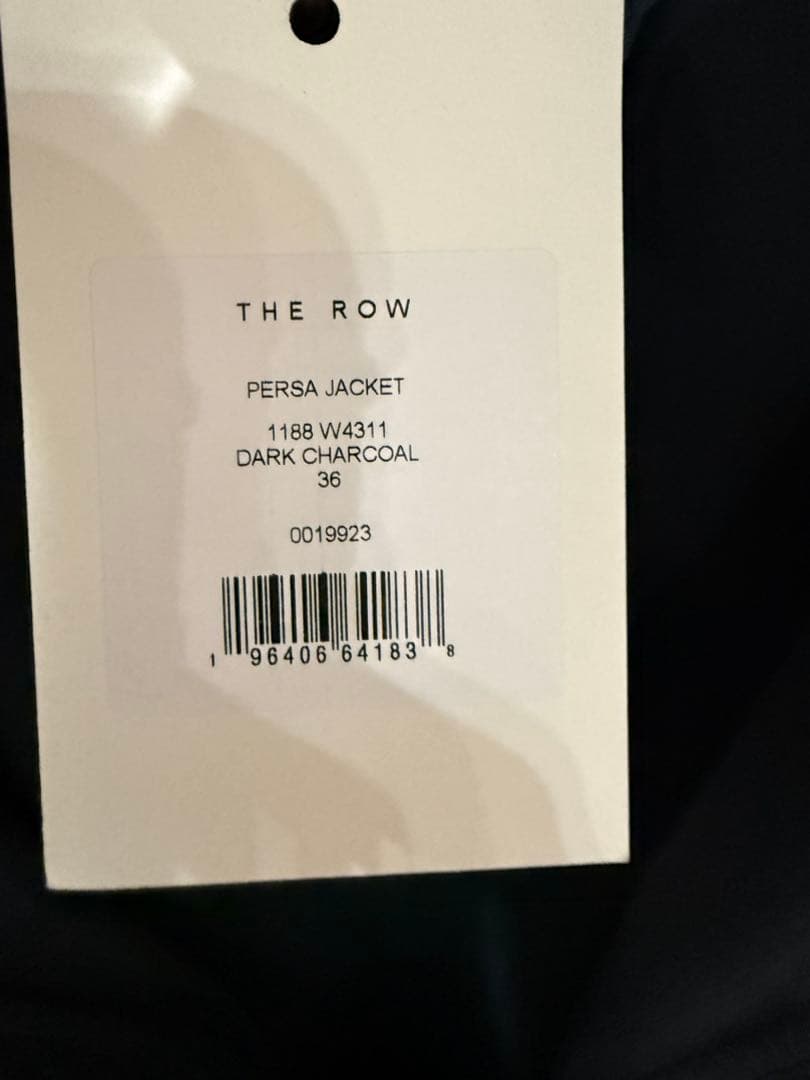 THE ROW
PERSA JACKET
1188 W4311
DARK CHARCOAL
36
0019923
1 96406 64183 8